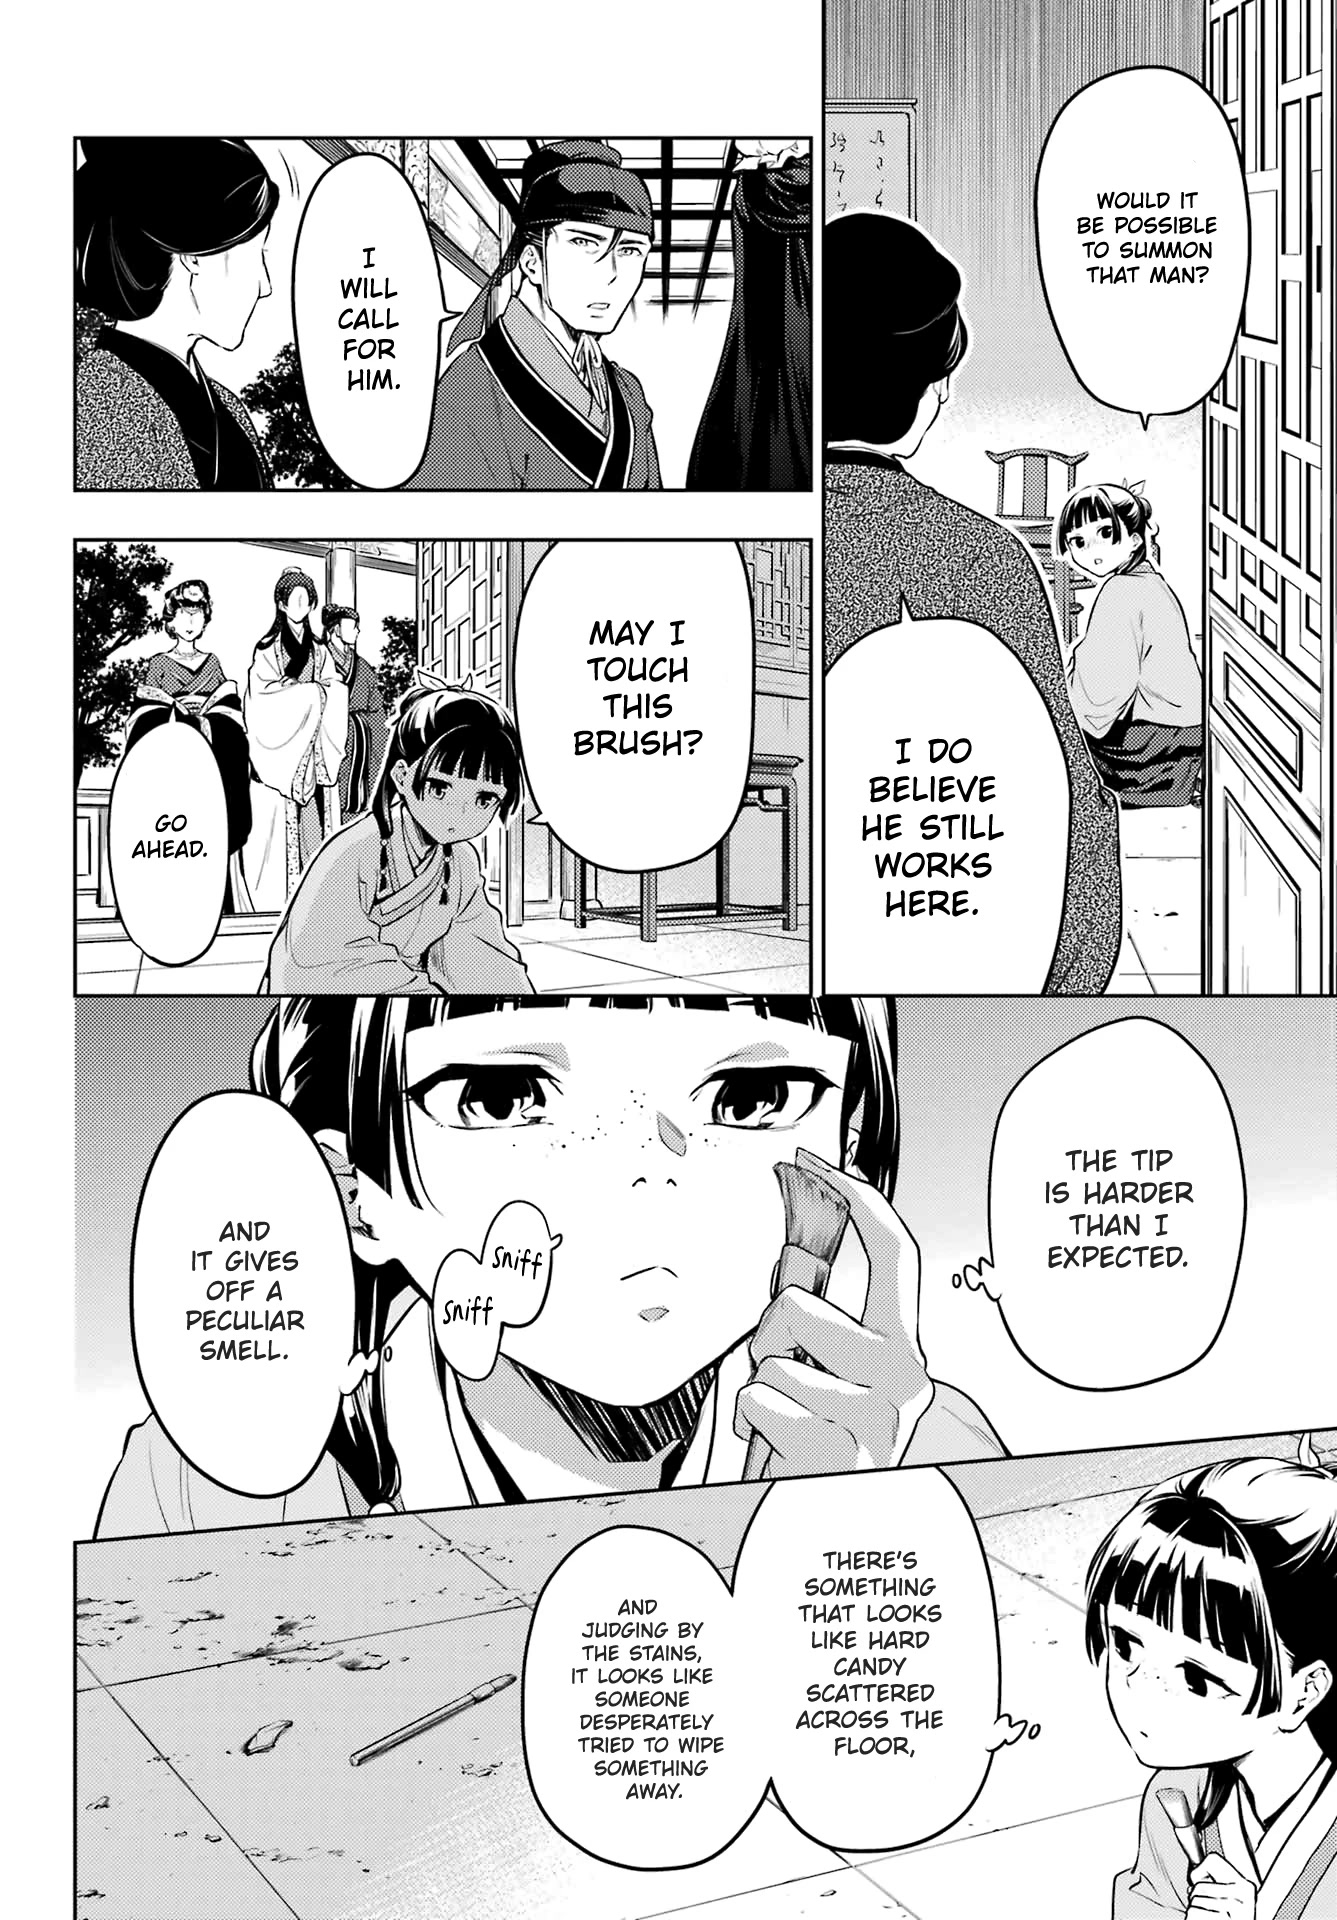 WOULD IT
BE POSSIBLE
TO SUMMON
THAT MAN?
I DO
BELIEVE
HE STILL
WORKS
HERE.
I
WILL
CALL
FOR
HIM.
MAY I
TOUCH
THIS
BRUSH?
GO
AHEAD.
THE TIP
IS HARDER
THAN I
EXPECTED.
Sniff
Sniff
AND
IT GIVES
OFF A
PECULIAR
SMELL.
THERE'S
SOMETHING
THAT LOOKS
LIKE HARD
CANDY
SCATTERED
ACROSS THE
FLOOR,
AND
JUDGING BY
THE STAINS,
IT LOOKS LIKE
SOMEONE
DESPERATELY
TRIED TO WIPE
SOMETHING
AWAY.